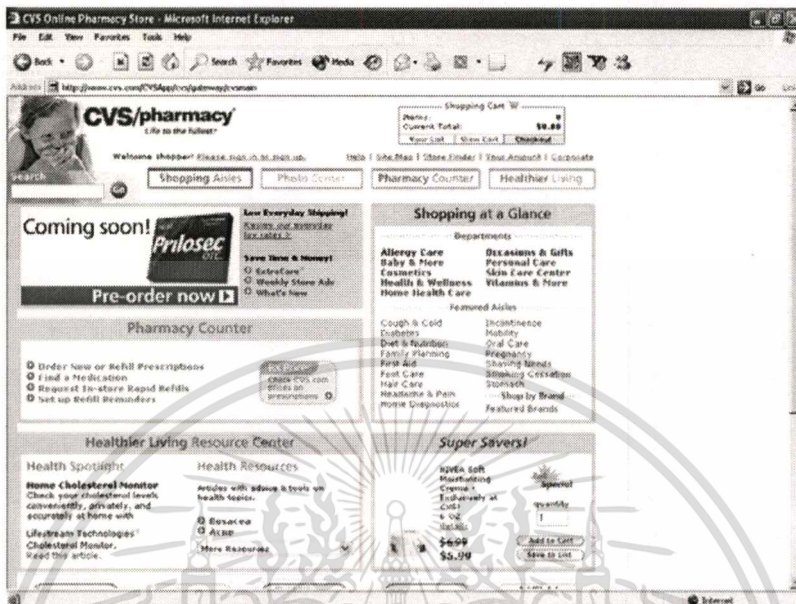 CVS Online Pharmacy Store - Microsoft Internet Explorer
File Edit View Favorites Tools Help
Back Search Favorites Media
Address http://www.cvs.com/CVSApp/cvs/gateway/cvsmain Go
CVS/pharmacy
Life to the fullest
Shopping Cart
Items: 0
Current Total: $0.00
Your List View Cart Checkout
Welcome shopper! Please sign in or sign up.
Help | Site Map | Store Finder | Your Account | Corporate
Search Go
Shopping Aisles
Photo Center
Pharmacy Counter
Healthier Living
Coming soon!
Prilosec OTC
Pre-order now
Low Everyday Shipping!
Review our everyday
low rates >
Save Time & Money!
ExtraCare
Weekly Store Ads
What's New
Shopping at a Glance
Departments
Allergy Care
Baby & More
Cosmetics
Health & Wellness
Home Health Care
Occasions & Gifts
Personal Care
Skin Care Center
Vitamins & More
Featured Aisles
Cough & Cold
Diabetes
Diet & Nutrition
Family Planning
First Aid
Foot Care
Hair Care
Headache & Pain
Home Diagnostics
Incontinence
Mobility
Oral Care
Pregnancy
Shaving Needs
Smoking Cessation
Stomach
Shop by Brand
Featured Brands
Pharmacy Counter
Order New or Refill Prescriptions
Find a Medication
Request In-store Rapid Refills
Set up Refill Reminders
Check CVS.com
prices on
prescriptions
Healthier Living Resource Center
Health Spotlight
Home Cholesterol Monitor
Check your cholesterol levels
conveniently, privately, and
accurately at home with
Lifestream Technologies
Cholesterol Monitor.
Read this article.
Health Resources
Articles with advice & tools on
health topics.
Rosacea
Acne
More Resources
Super Savers!
NIVEA Soft
Moisturizing
Creme -
Exclusively at
CVS!
6 OZ
details
$6.99
$5.99
Special
quantity
1
Add to Cart
Save to List
Internet